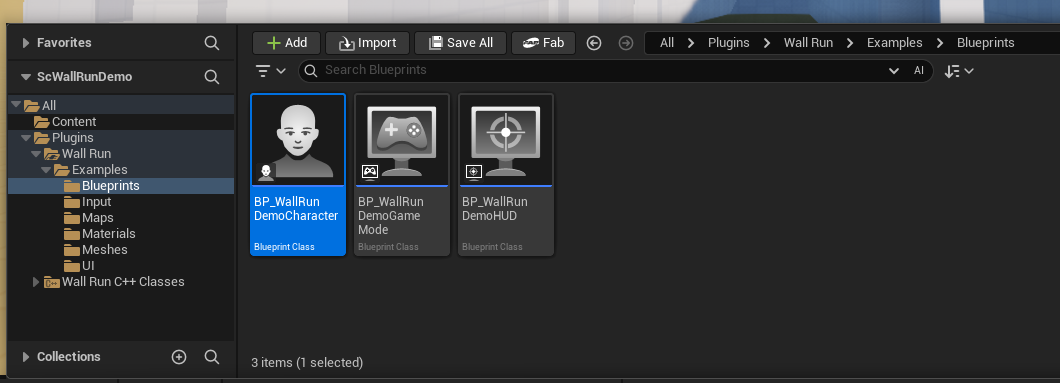 Favorites
ScWallRunDemo
All
Content
Plugins
Wall Run
Examples
Blueprints
Input
Maps
Materials
Meshes
UI
C++ Wall Run C++ Classes
Collections
Add Import Save All Fab All Plugins Wall Run Examples Blueprints
Search Blueprints AI
BP_WallRun
DemoCharacter
Blueprint Class
BP_WallRun
DemoGame
Mode
Blueprint Class
BP_WallRun
DemoHUD
Blueprint Class
3 items (1 selected)